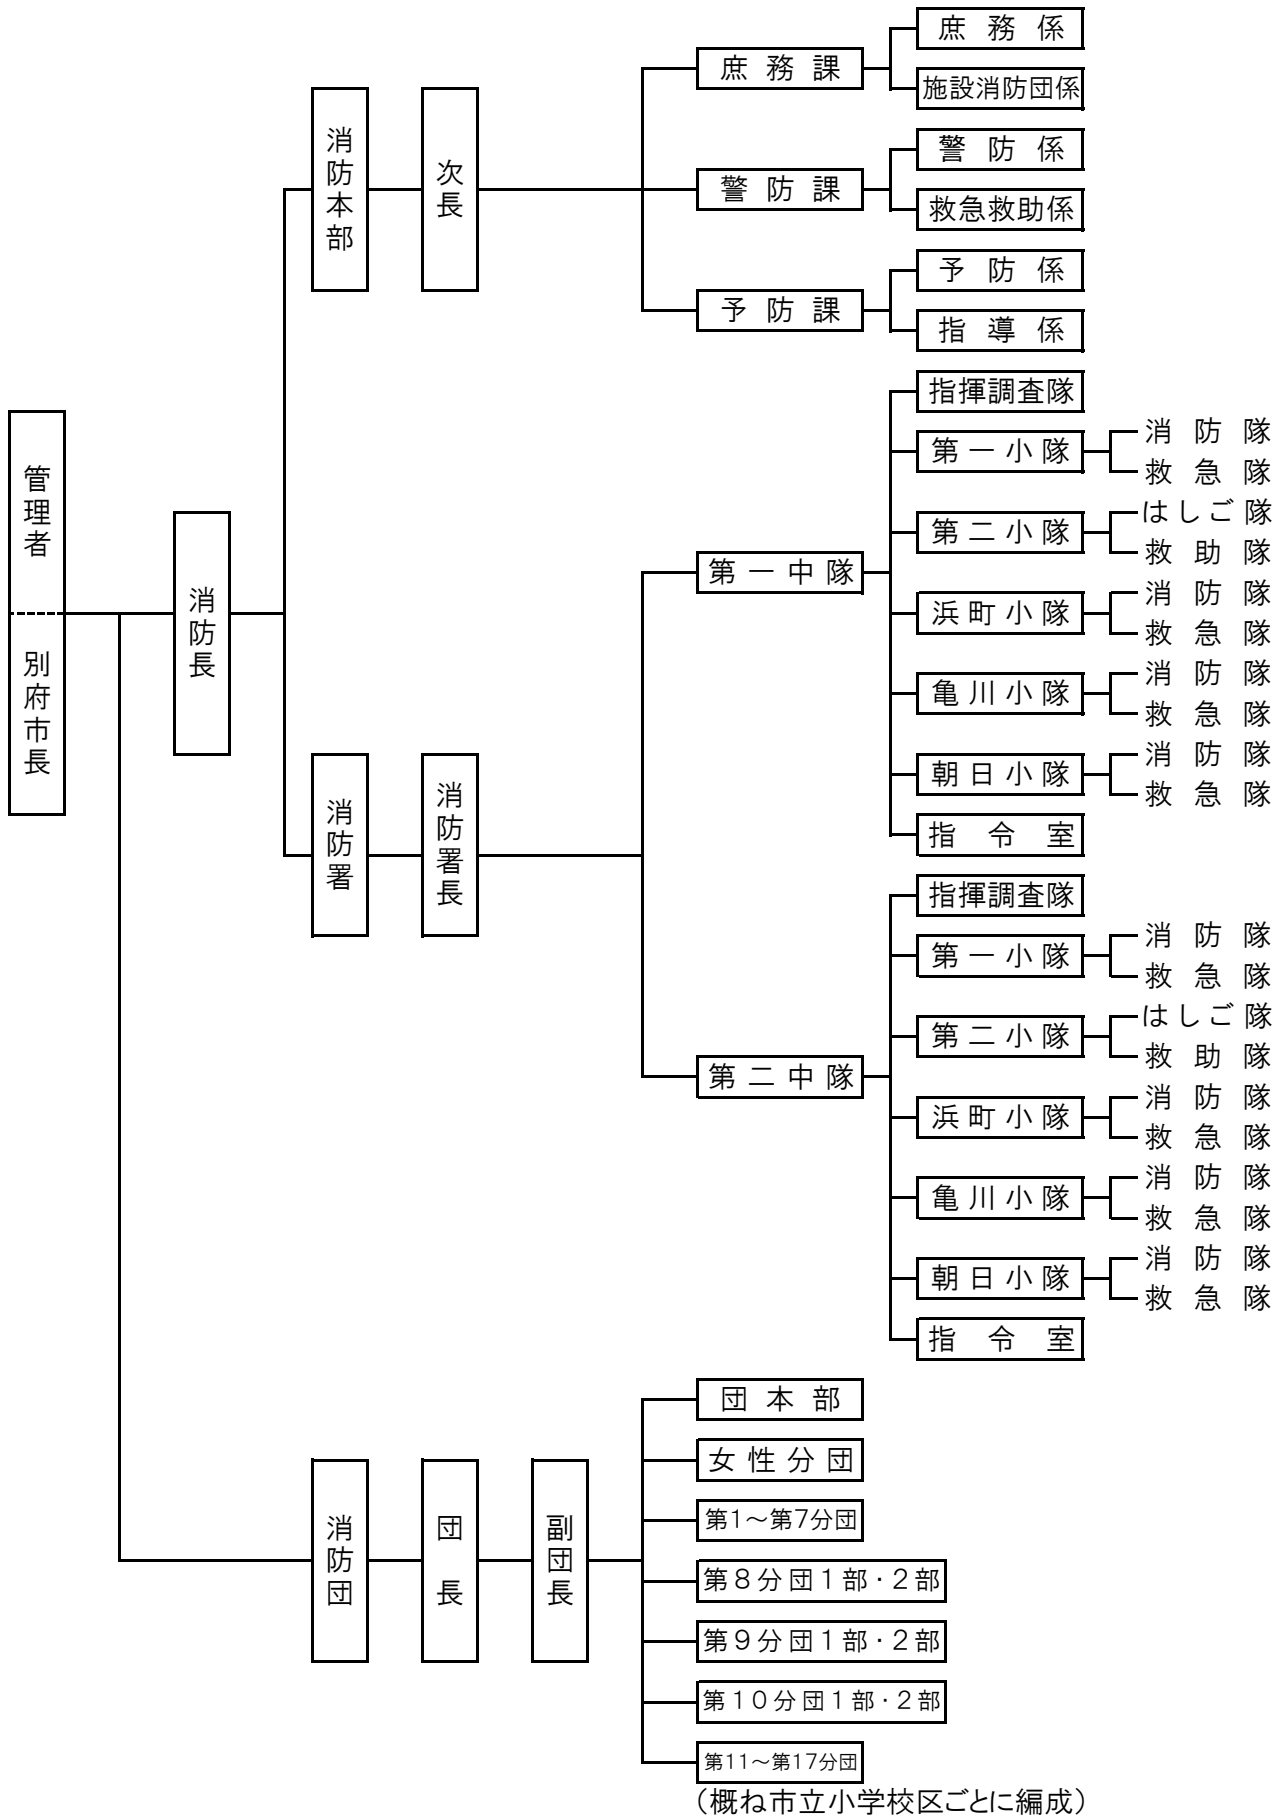 管理者
別府市長
消防長
消防本部
次長
庶務課
庶務係
施設消防団係
警防課
警防係
救急救助係
予防課
予防係
指導係
消防署
消防署長
第一中隊
指揮調査隊
第一小隊
消防隊
救急隊
第二小隊
はしご隊
救助隊
浜町小隊
消防隊
救急隊
亀川小隊
消防隊
救急隊
朝日小隊
消防隊
救急隊
指令室
第二中隊
指揮調査隊
第一小隊
消防隊
救急隊
第二小隊
はしご隊
救助隊
浜町小隊
消防隊
救急隊
亀川小隊
消防隊
救急隊
朝日小隊
消防隊
救急隊
指令室
消防団
団長
副団長
団本部
女性分団
第1～第7分団
第8分団1部・2部
第9分団1部・2部
第10分団1部・2部
第11～第17分団
（概ね市立小学校区ごとに編成）